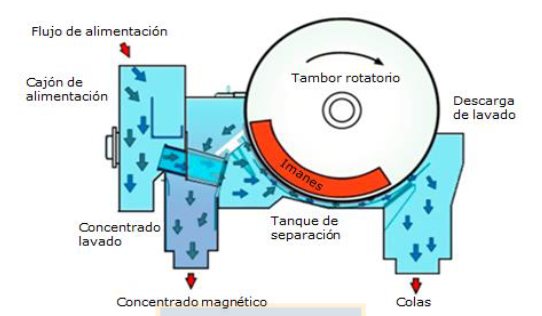 Flujo de alimentación
Cajón de
alimentación
Tambor rotatorio
Descarga
de lavado
Imanes
Concentrado
lavado
Tanque de
separación
Concentrado magnético
Colas